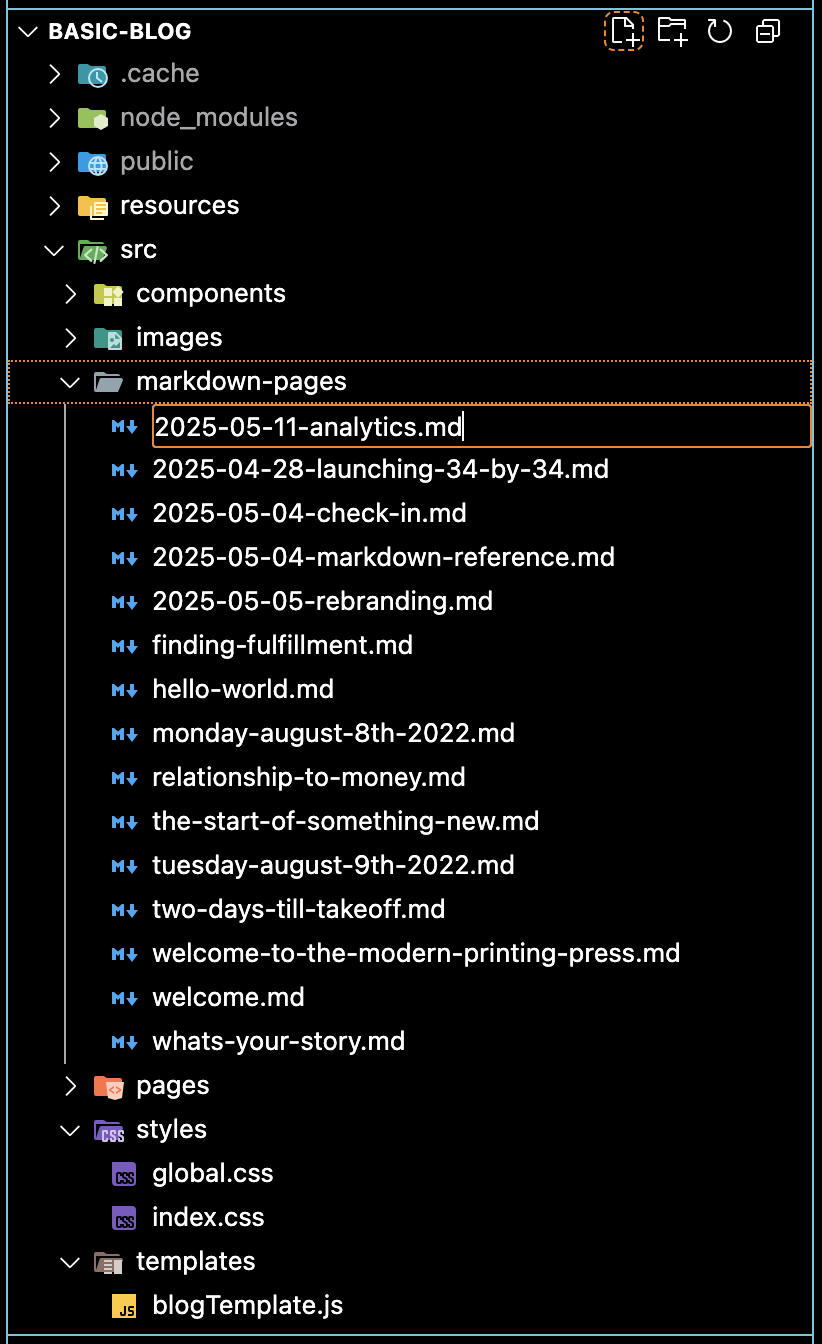 BASIC-BLOG
.cache
node_modules
public
resources
src
components
images
markdown-pages
2025-05-11-analytics.md
2025-04-28-launching-34-by-34.md
2025-05-04-check-in.md
2025-05-04-markdown-reference.md
2025-05-05-rebranding.md
finding-fulfillment.md
hello-world.md
monday-august-8th-2022.md
relationship-to-money.md
the-start-of-something-new.md
tuesday-august-9th-2022.md
two-days-till-takeoff.md
welcome-to-the-modern-printing-press.md
welcome.md
whats-your-story.md
pages
CSS styles
CSS global.css
CSS index.css
templates
JS blogTemplate.js